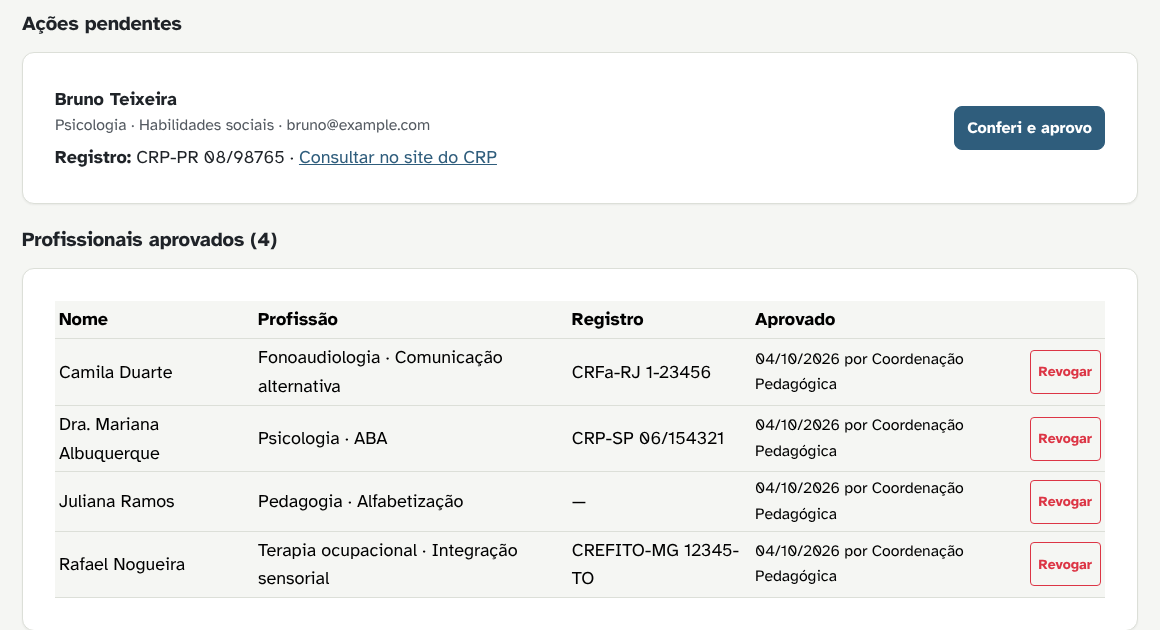 Ações pendentes
Bruno Teixeira
Psicologia · Habilidades sociais · bruno@example.com
Registro: CRP-PR 08/98765 · Consultar no site do CRP
Conferi e aprovo
Profissionais aprovados (4)
Nome Profissão Registro Aprovado
Camila Duarte
Fonoaudiologia · Comunicação
alternativa
CRFa-RJ 1-23456
04/10/2026 por Coordenação
Pedagógica
Revogar
Dra. Mariana
Albuquerque
Psicologia · ABA
CRP-SP 06/154321
04/10/2026 por Coordenação
Pedagógica
Revogar
Juliana Ramos
Pedagogia · Alfabetização
—
04/10/2026 por Coordenação
Pedagógica
Revogar
Rafael Nogueira
Terapia ocupacional · Integração
sensorial
CREFITO-MG 12345-
TO
04/10/2026 por Coordenação
Pedagógica
Revogar